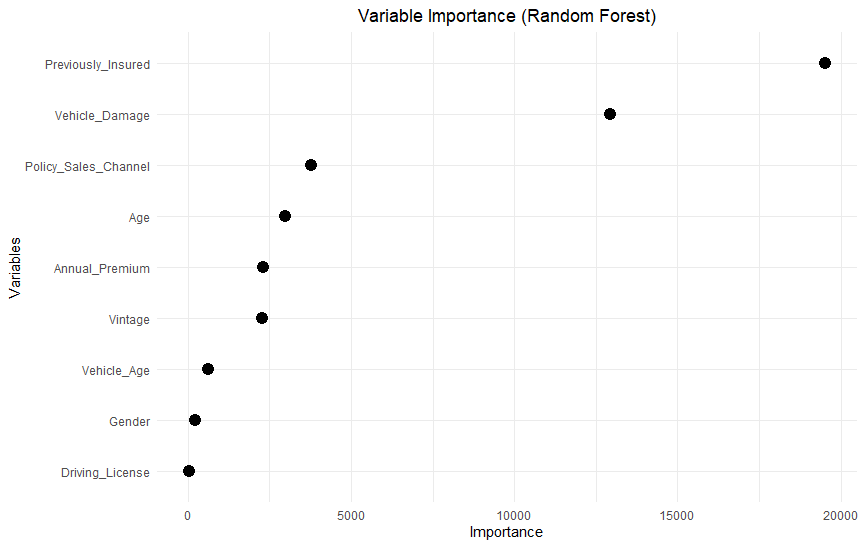 Variable Importance (Random Forest)
Variables
Previously_Insured
Vehicle_Damage
Policy_Sales_Channel
Age
Annual_Premium
Vintage
Vehicle_Age
Gender
Driving_License
0 5000 10000 15000 20000
Importance